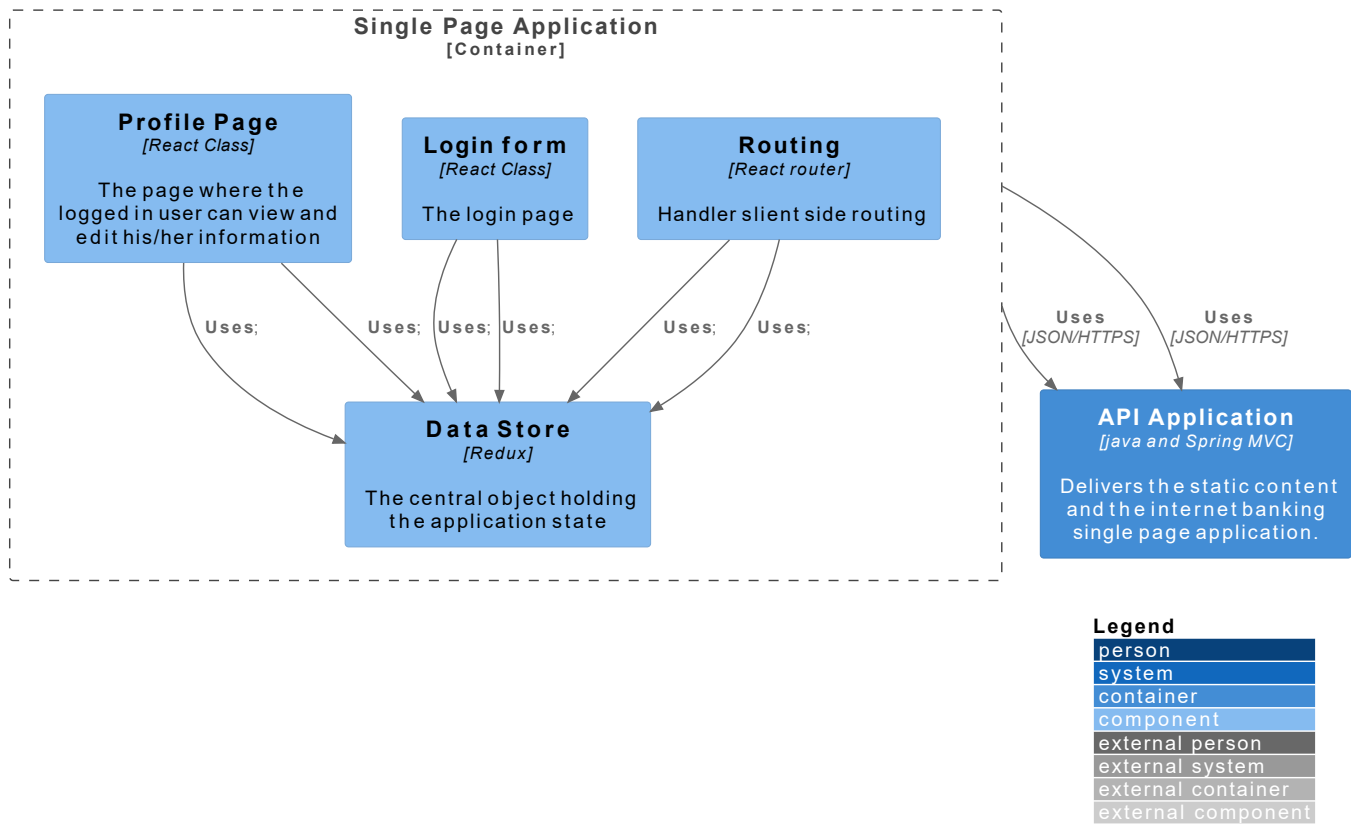 Single Page Application
[Container]
Profile Page
[React Class]
The page where the
logged in user can view and
edit his/her information
Login form
[React Class]
The login page
Routing
[React router]
Handler slient side routing
Uses;
Uses;
Uses;
Uses;
Uses;
Uses;
Uses
[JSON/HTTPS]
Uses
[JSON/HTTPS]
Data Store
[Redux]
The central object holding
the application state
API Application
[java and Spring MVC]
Delivers the static content
and the internet banking
single page application.
Legend
person
system
container
component
external person
external system
external container
external component